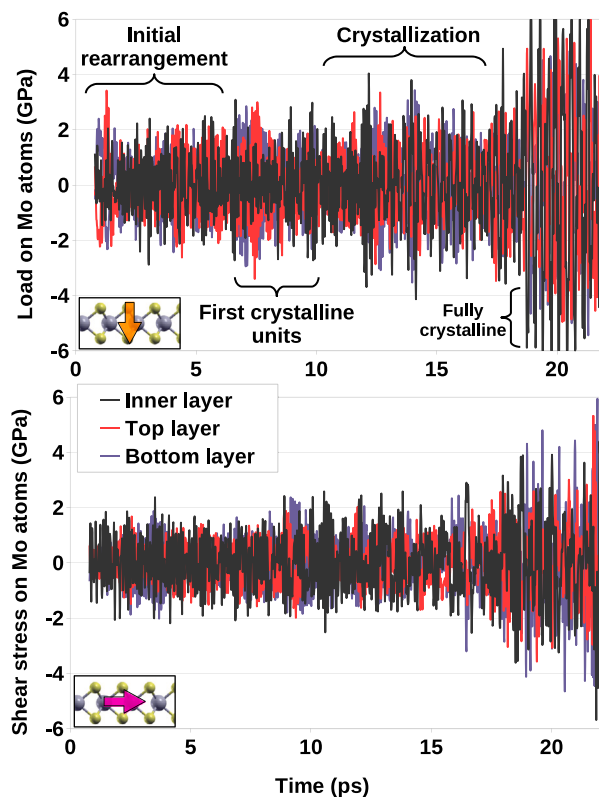 Load on Mo atoms (GPa)
6
4
2
0
-2
-4
-6
Initial
rearrangement
Crystallization
First crystalline
units
Fully
crystalline
0
5
10
15
20
Shear stress on Mo atoms (GPa)
Inner layer
Top layer
Bottom layer
6
4
2
0
-2
-4
-6
0
5
10
15
20
Time (ps)